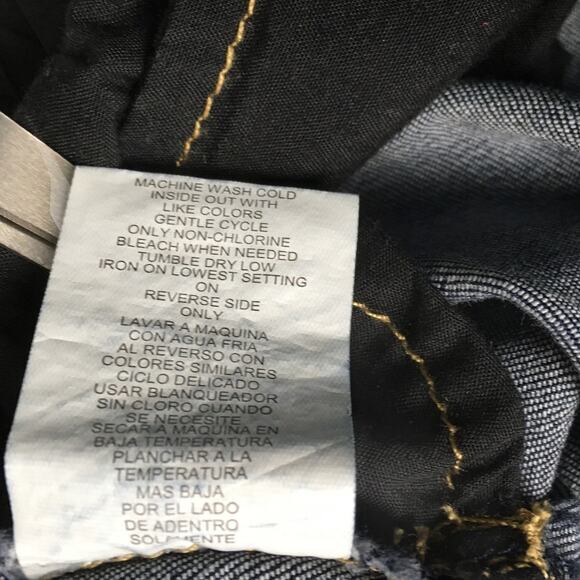 MACHINE WASH COLD
INSIDE OUT WITH
LIKE COLORS
GENTLE CYCLE
ONLY NON-CHLORINE
BLEACH WHEN NEEDED
TUMBLE DRY LOW
IRON ON LOWEST SETTING
ON
REVERSE SIDE
ONLY
LAVAR A MAQUINA
CON AGUA FRIA
AL REVERSO CON
COLORES SIMILARES
CICLO DELICADO
USAR BLANQUEADOR
SIN CLORO CUANDO
SE NECESITE
SECAR A MAQUINA EN
BAJA TEMPERATURA
PLANCHAR A LA
TEMPERATURA
MAS BAJA
POR EL LADO
DE ADENTRO
SOLAMENTE